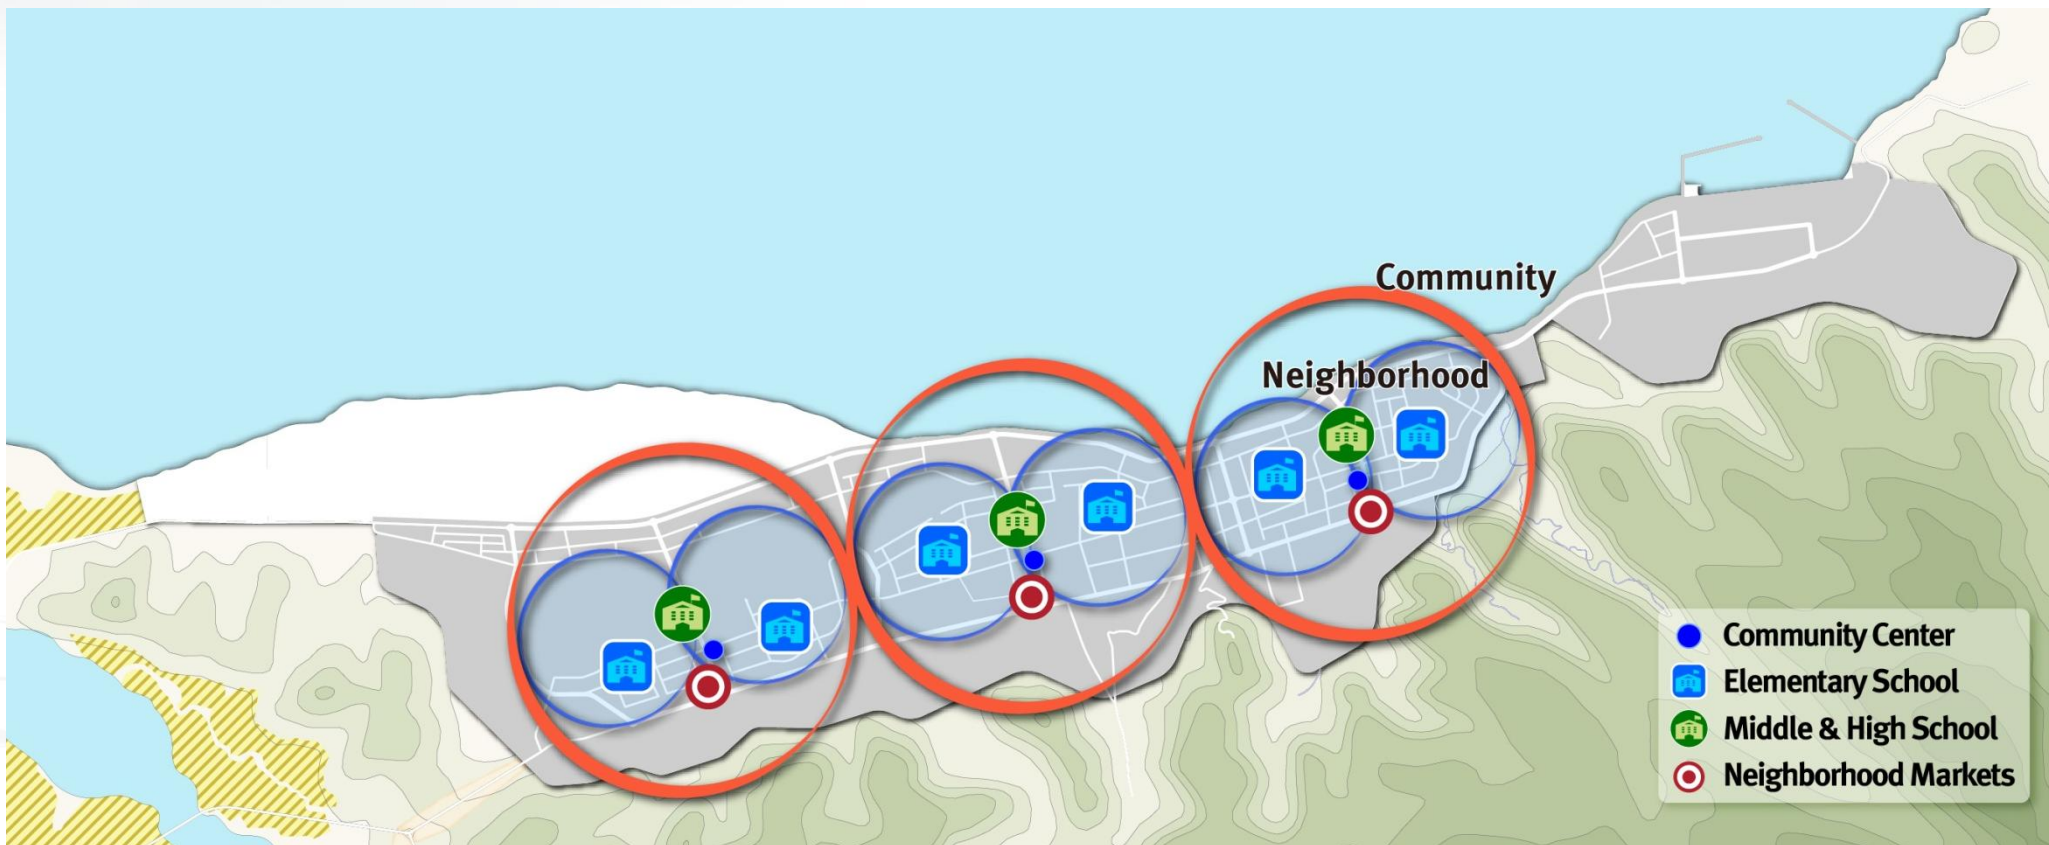 Community
Neighborhood
Community Center
Elementary School
Middle & High School
Neighborhood Markets